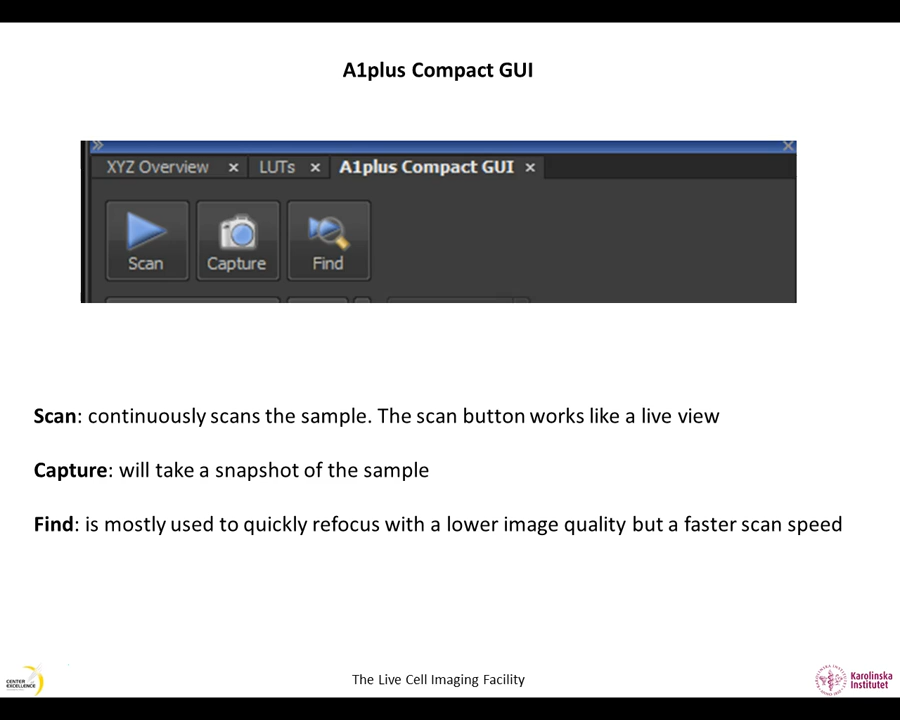 A1plus Compact GUI
XYZ Overview × LUTs × A1plus Compact GUI ×
Scan Capture Find
Scan: continuously scans the sample. The scan button works like a live view
Capture: will take a snapshot of the sample
Find: is mostly used to quickly refocus with a lower image quality but a faster scan speed
CENTER
EXCELLENCE
The Live Cell Imaging Facility
Karolinska
Institutet